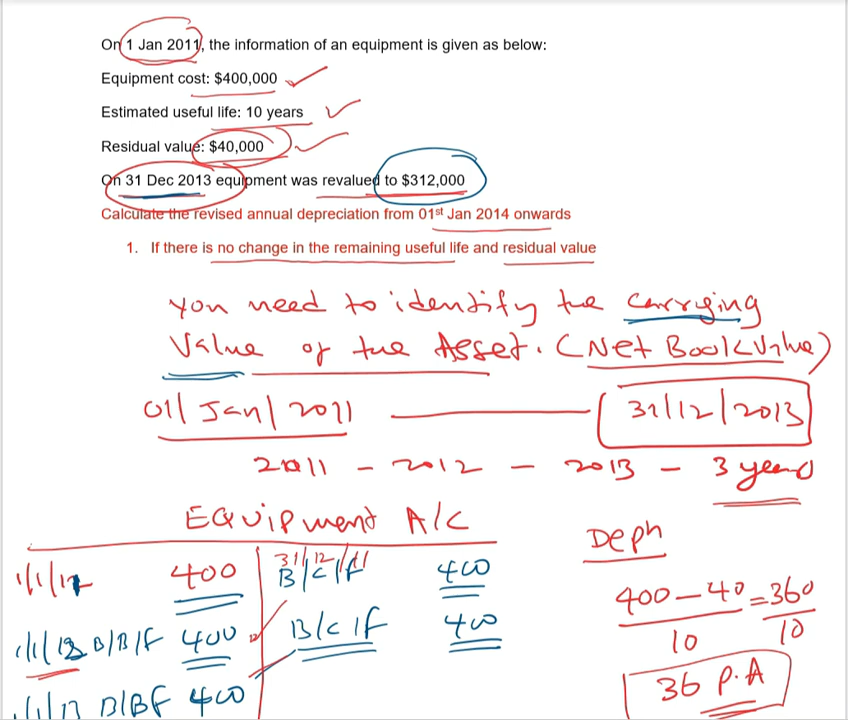 On 1 Jan 2011, the information of an equipment is given as below:
Equipment cost: $400,000
Estimated useful life: 10 years
Residual value: $40,000
On 31 Dec 2013 equipment was revalued to $312,000
Calculate the revised annual depreciation from 01st Jan 2014 onwards
1. If there is no change in the remaining useful life and residual value
You need to identify the carrying
Value of the Asset. (Net Book Value)
01/Jan/2011 31/12/2013
2011 - 2012 - 2013 - 3 years
Equipment A/C
Deph
1/1/ 400 31/12/11 B/C/F 400
400 - 40 = 360
10 10
1/1/ B/B/F 400 B/C/F 400
36 P.A
1/1/ B/BF 400